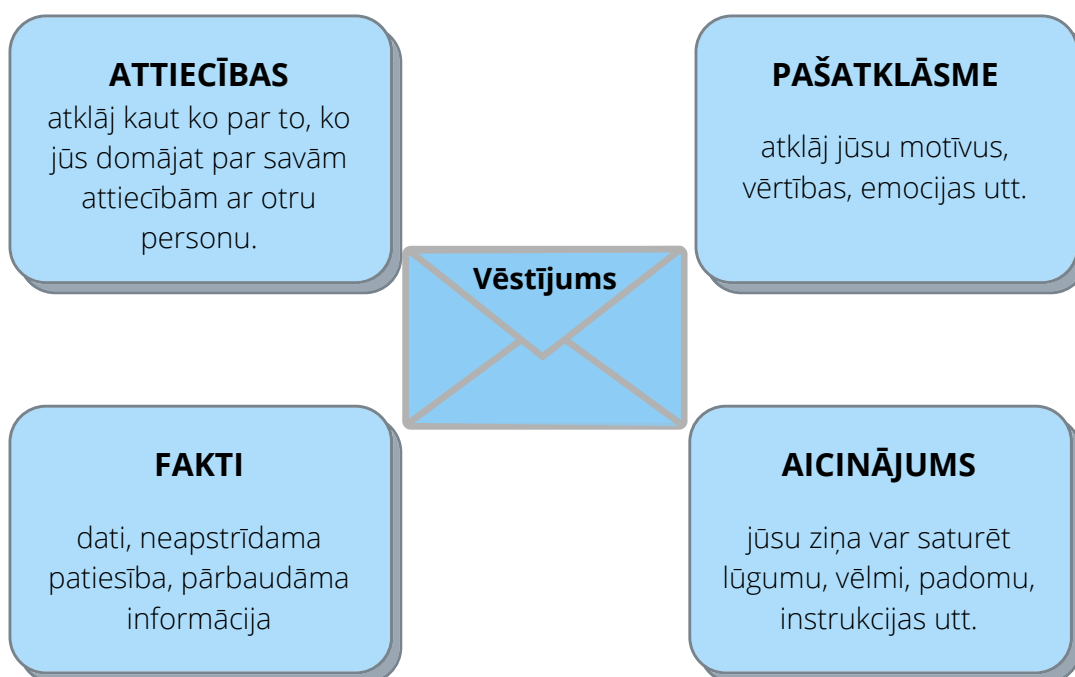 ATTIECĪBAS
atklāj kaut ko par to, ko
jūs domājat par savām
attiecībām ar otru
personu.
PAŠATKLĀSME
atklāj jūsu motīvus,
vērtības, emocijas utt.
Vēstījums
FAKTI
dati, neapstrīdama
patiesība, pārbaudāma
informācija
AICINĀJUMS
jūsu ziņa var saturēt
lūgumu, vēlmi, padomu,
instrukcijas utt.